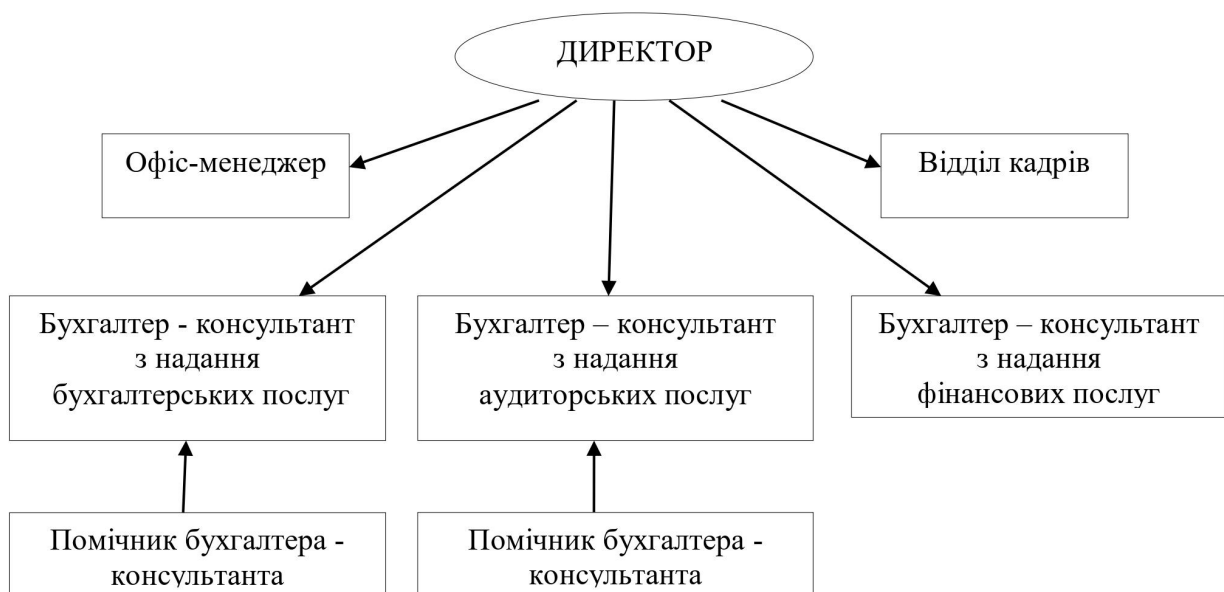 ДИРЕКТОР
Офіс-менеджер
Відділ кадрів
Бухгалтер - консультант
з надання
бухгалтерських послуг
Бухгалтер – консультант
з надання
аудиторських послуг
Бухгалтер – консультант
з надання
фінансових послуг
Помічник бухгалтера -
консультанта
Помічник бухгалтера -
консультанта